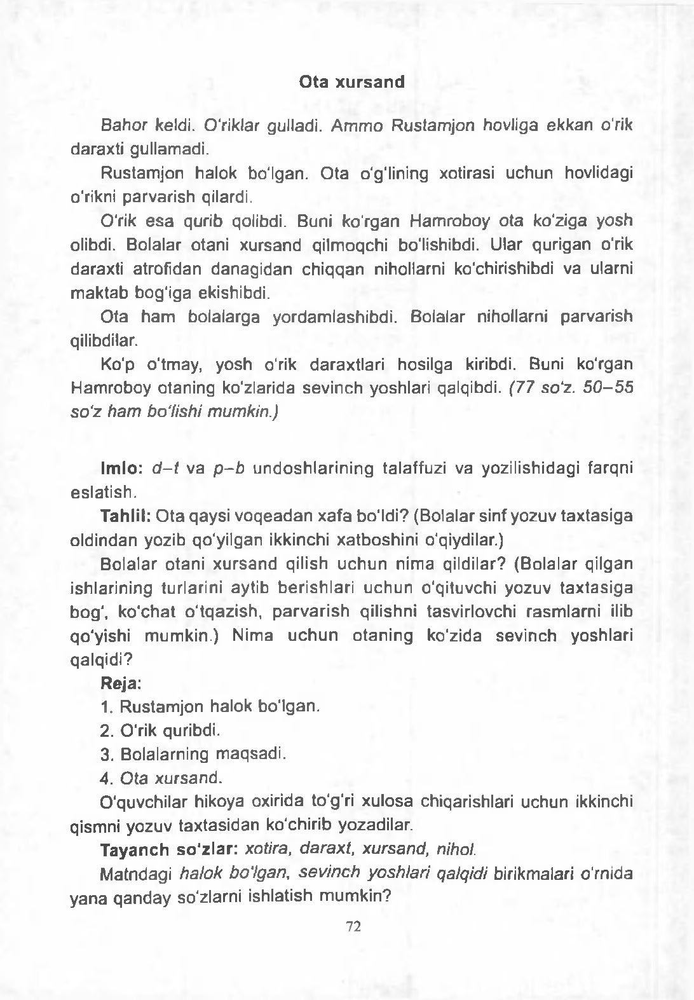 Ota xursand
Bahor keldi. O'riklar gulladi. Ammo Rustamjon hovliga ekkan o'rik
daraxti gullamadi.
Rustamjon halok bo'lgan. Ota o'g'lining xotirasi uchun hovlidagi
o'rikni parvarish qilardi.
O'rik esa qurib qolibdi. Buni ko'rgan Hamroboy ota ko'ziga yosh
olibdi. Bolalar otani xursand qilmoqchi bo'lishibdi. Ular qurigan o'rik
daraxti atrofidan danagidan chiqqan nihollarni ko'chirishibdi va ularni
maktab bog'iga ekishibdi.
Ota ham bolalarga yordamlashibdi. Bolalar nihollarni parvarish
qilibdilar.
Ko'p o'tmay, yosh o'rik daraxtlari hosilga kiribdi. Buni ko'rgan
Hamroboy otaning ko'zlarida sevinch yoshlari qalqibdi. (77 so'z. 50–55
so'z ham bo'lishi mumkin.)
Imlo: d–t va p–b undoshlarining talaffuzi va yozilishidagi farqni
eslatish.
Tahlil: Ota qaysi voqeadan xafa bo'ldi? (Bolalar sinf yozuv taxtasiga
oldindan yozib qo'yilgan ikkinchi xatboshini o'qiydilar.)
Bolalar otani xursand qilish uchun nima qildilar? (Bolalar qilgan
ishlarining turlarini aytib berishlari uchun o'qituvchi yozuv taxtasiga
bog', ko'chat o'tqazish, parvarish qilishni tasvirlovchi rasmlarni ilib
qo'yishi mumkin.) Nima uchun otaning ko'zida sevinch yoshlari
qalqidi?
Reja:
1. Rustamjon halok bo'lgan.
2. O'rik quribdi.
3. Bolalarning maqsadi.
4. Ota xursand.
O'quvchilar hikoya oxirida to'g'ri xulosa chiqarishlari uchun ikkinchi
qismni yozuv taxtasidan ko'chirib yozadilar.
Tayanch so'zlar: xotira, daraxt, xursand, nihol.
Matndagi halok bo'lgan, sevinch yoshlari qalqidi birikmalari o'rnida
yana qanday so'zlarni ishlatish mumkin?
72